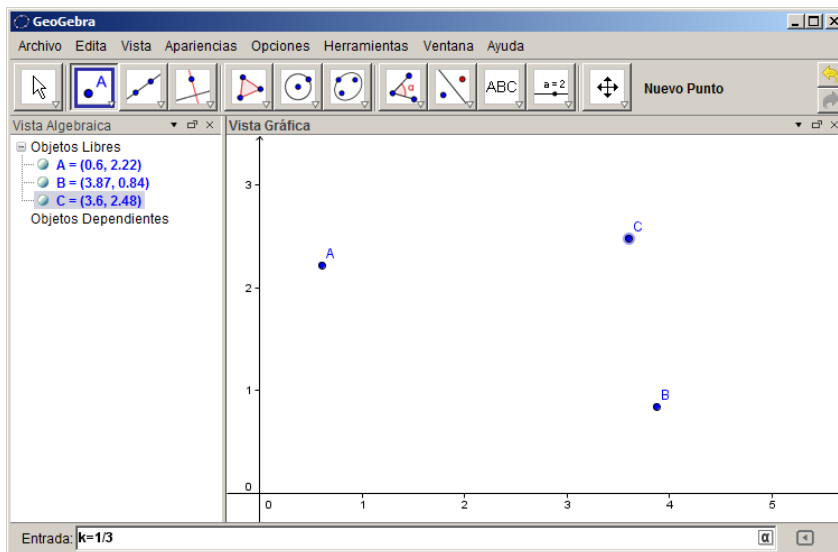 GeoGebra
Archivo Edita Vista Apariencias Opciones Herramientas Ventana Ayuda
A α ABC a=2 Nuevo Punto
Vista Algebraica
Vista Gráfica
Objetos Libres
A = (0.6, 2.22)
B = (3.87, 0.84)
C = (3.6, 2.48)
Objetos Dependientes
3
C
A
2
1
B
0
0 1 2 3 4 5
Entrada: k=1/3 α